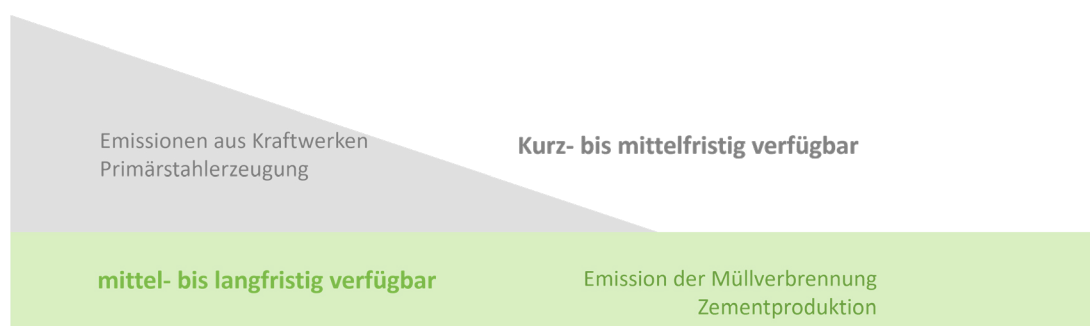 Emissionen aus Kraftwerken
Primärstahlerzeugung
Kurz- bis mittelfristig verfügbar
mittel- bis langfristig verfügbar
Emission der Müllverbrennung
Zementproduktion